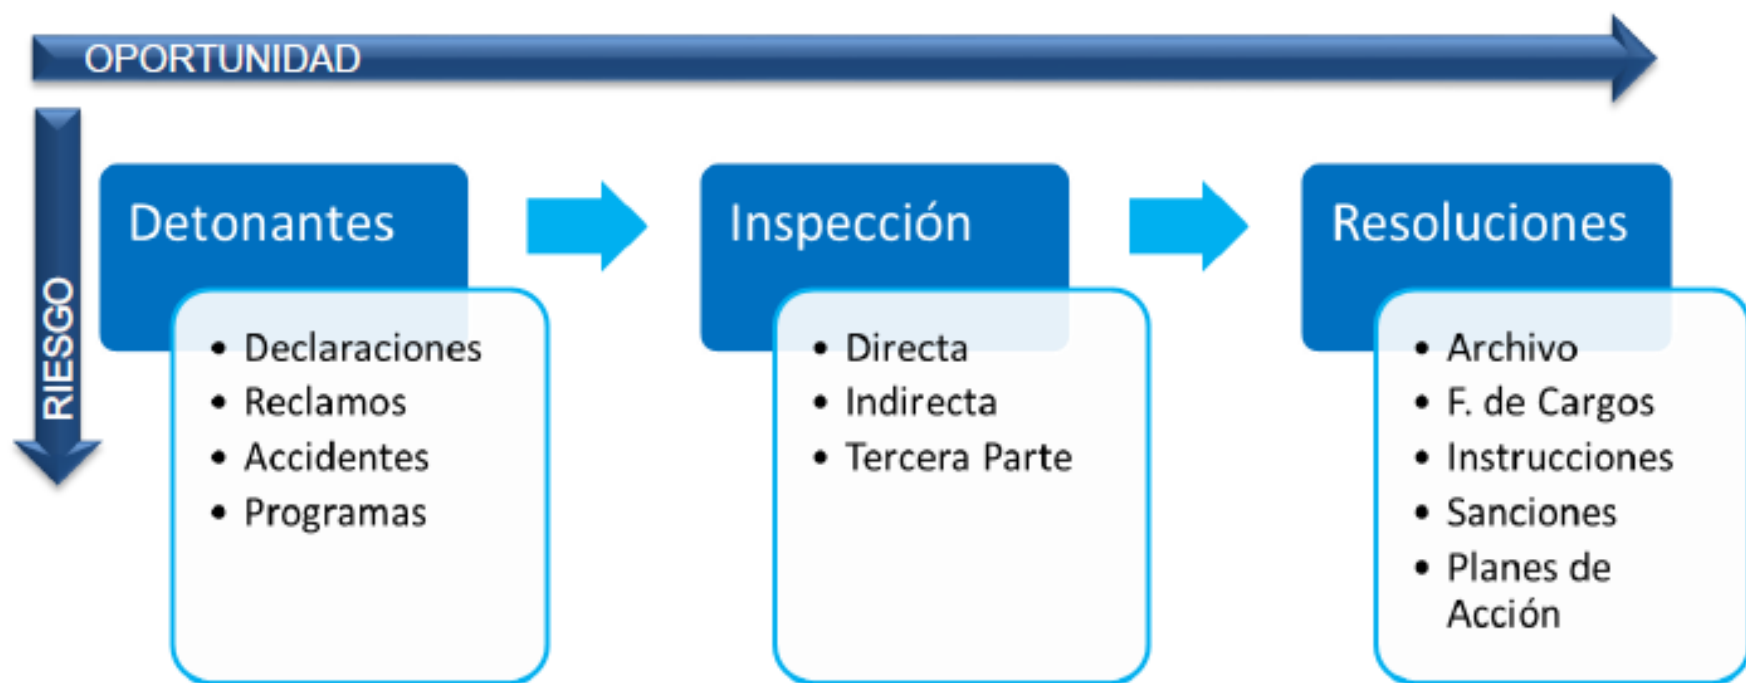 OPORTUNIDAD
RIESGO
Detonantes
• Declaraciones
• Reclamos
• Accidentes
• Programas
Inspección
• Directa
• Indirecta
• Tercera Parte
Resoluciones
• Archivo
• F. de Cargos
• Instrucciones
• Sanciones
• Planes de
Acción